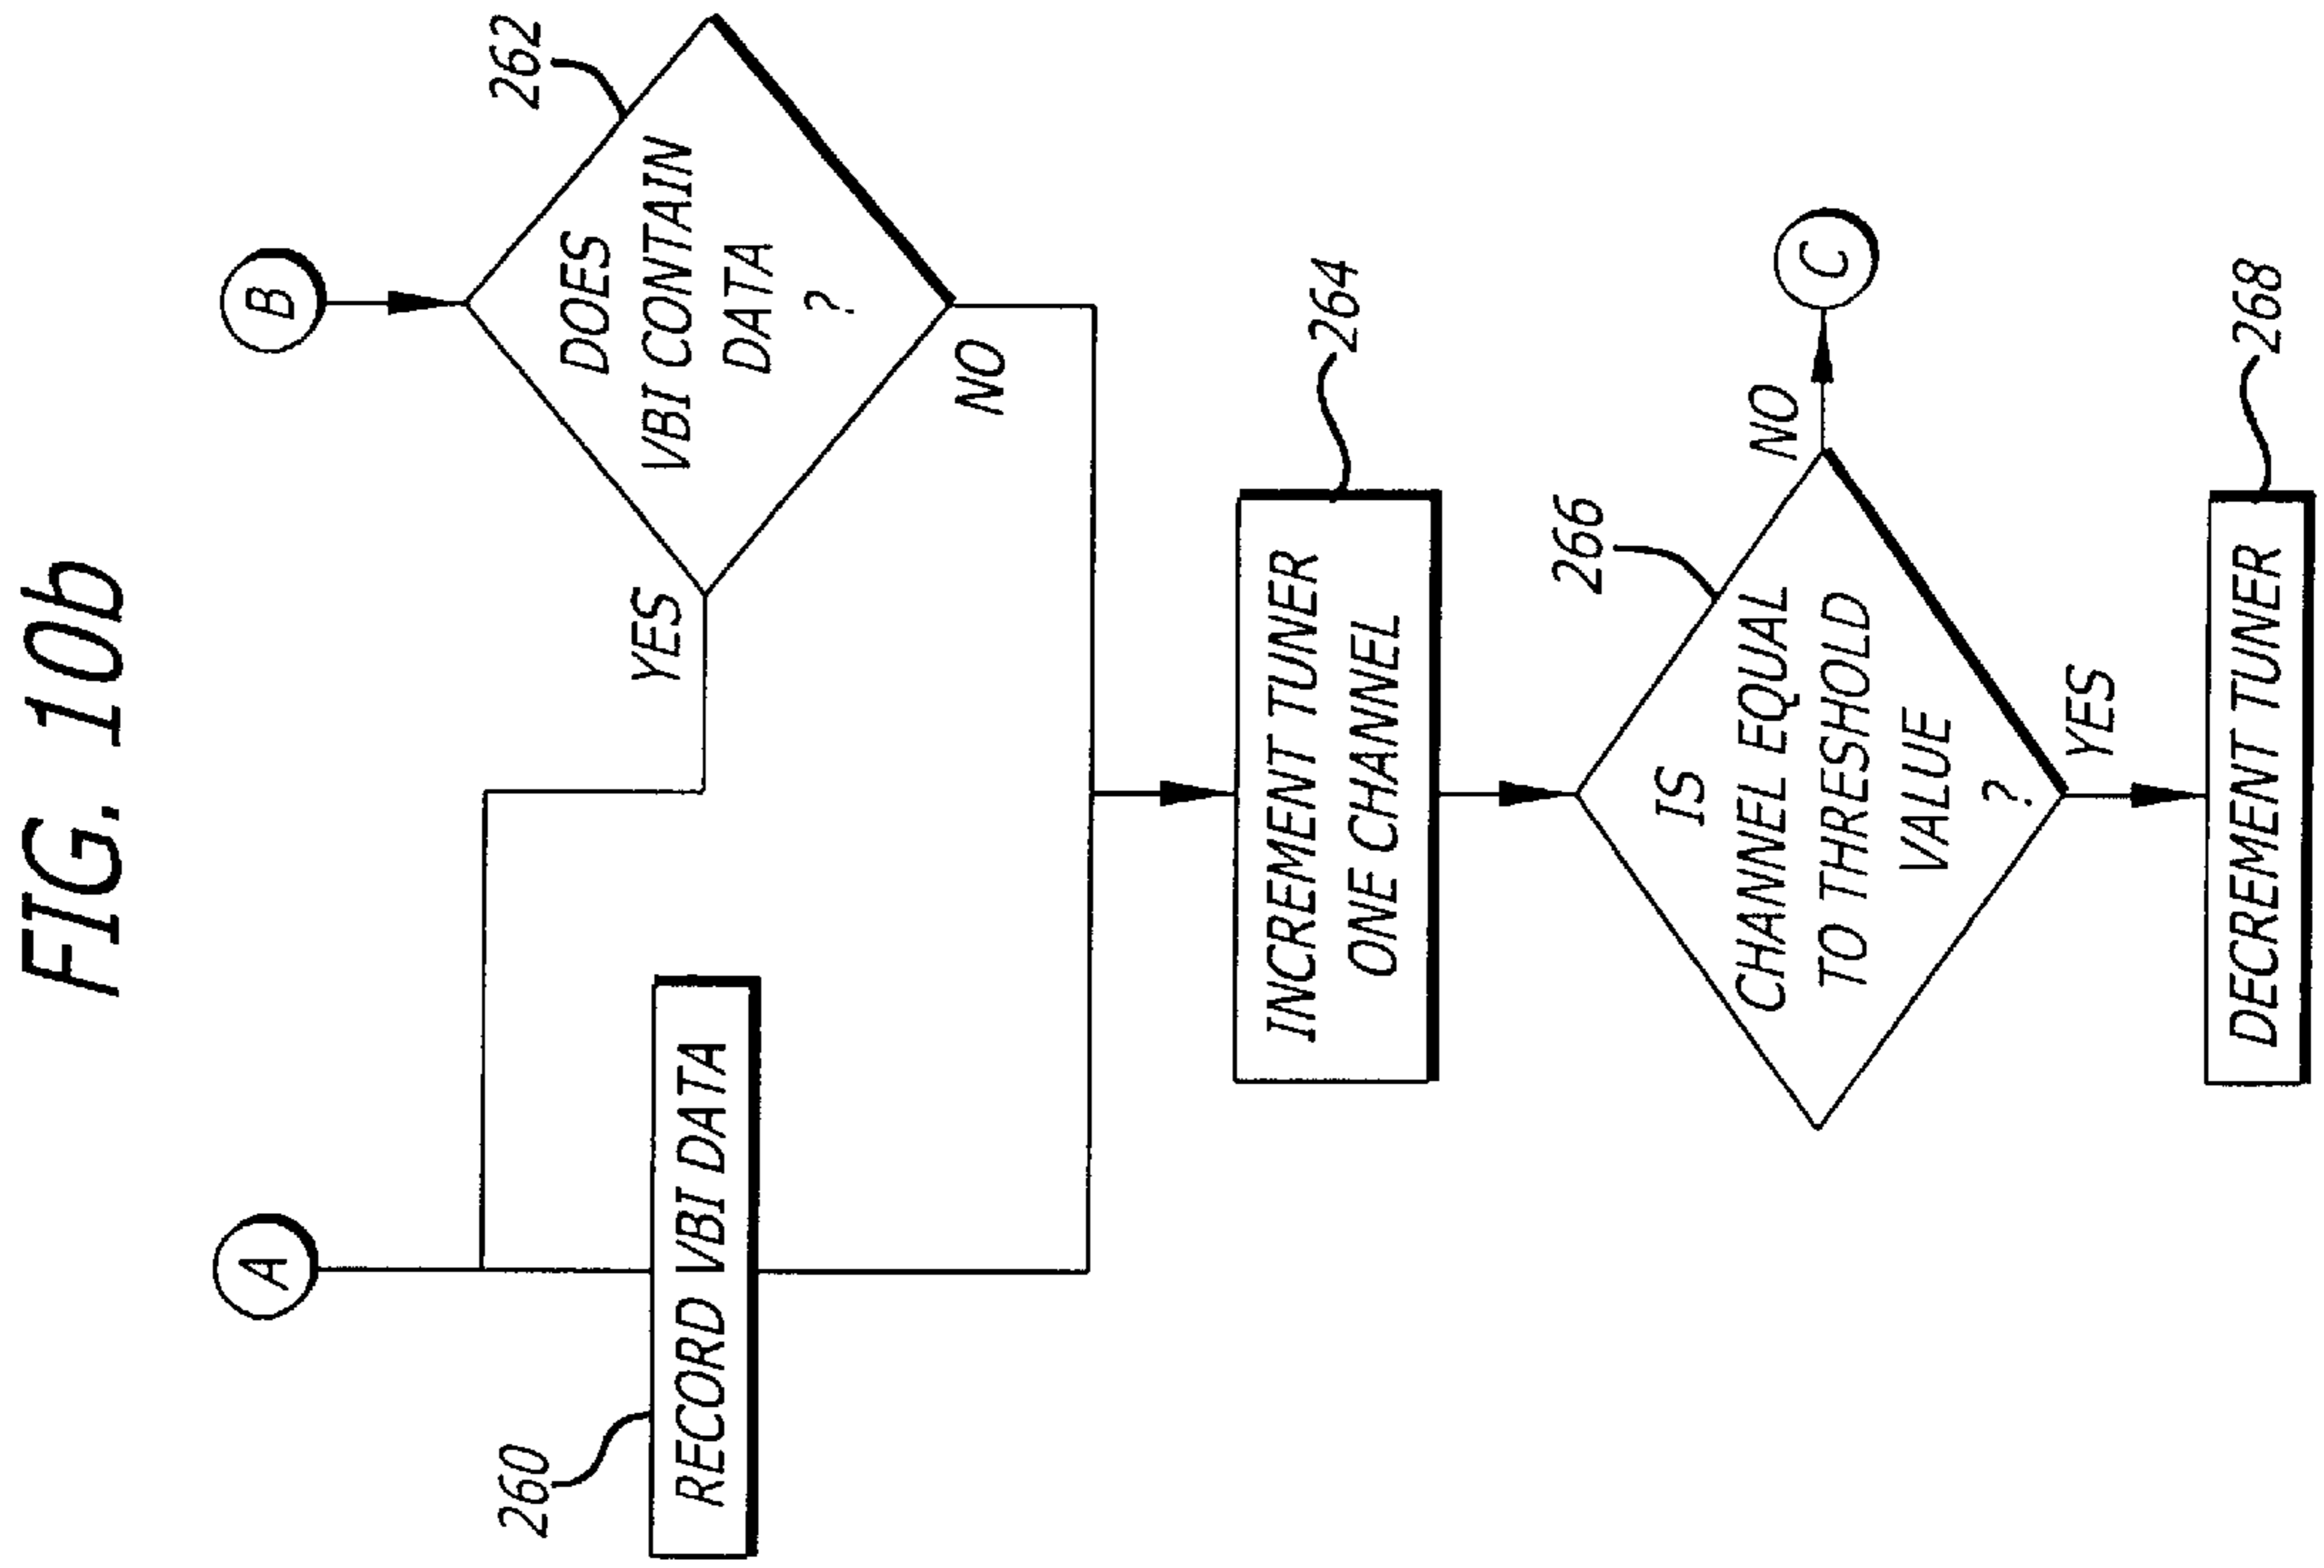 FIG. 10b
A
B
262
DOES
VBI CONTAIN
DATA
?
YES
NO
260
RECORD VBI DATA
264
INCREMENT TUNER
ONE CHANNEL
266
IS
CHANNEL EQUAL
TO THRESHOLD
VALUE
?
NO
C
YES
268
DECREMENT TUNER